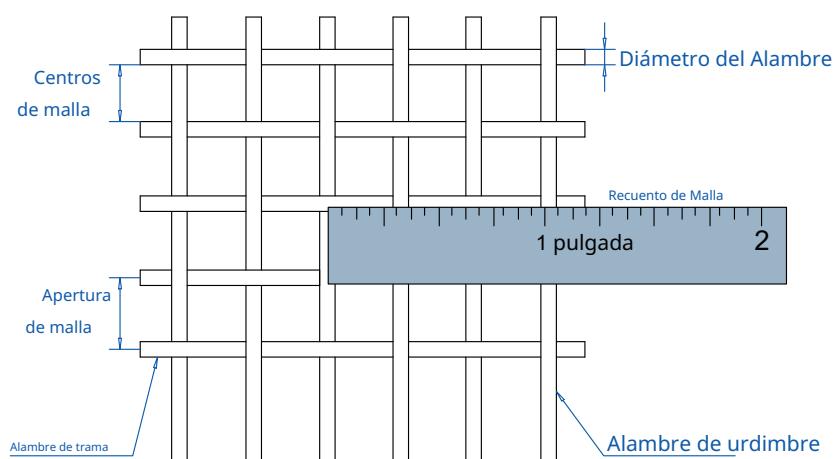 Diámetro del Alambre
Centros
de malla
Recuento de Malla
1 pulgada
2
Apertura
de malla
Alambre de trama
Alambre de urdimbre